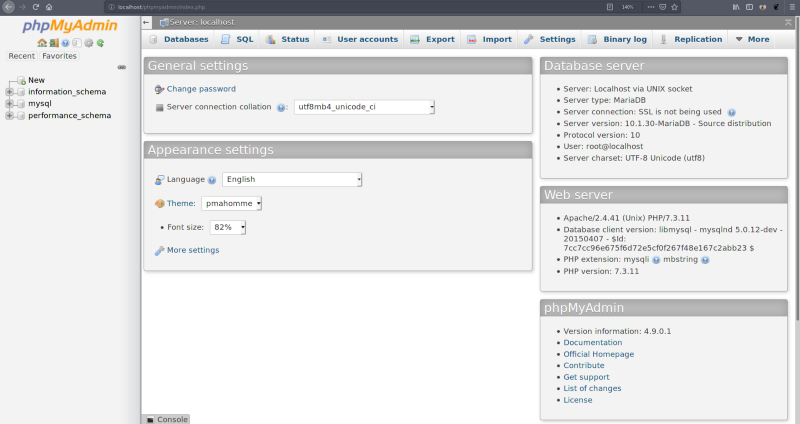 localhost/phpmyadmin/index.php
140%
phpMyAdmin
Recent Favorites
New
information_schema
mysql
performance_schema
Server: localhost
Databases SQL Status User accounts Export Import Settings Binary log Replication More
General settings
Change password
Server connection collation : utf8mb4_unicode_ci
Appearance settings
Language English
Theme: pmahomme
• Font size: 82%
More settings
Database server
• Server: Localhost via UNIX socket
• Server type: MariaDB
• Server connection: SSL is not being used
• Server version: 10.1.30-MariaDB - Source distribution
• Protocol version: 10
• User: root@localhost
• Server charset: UTF-8 Unicode (utf8)
Web server
• Apache/2.4.41 (Unix) PHP/7.3.11
• Database client version: libmysql - mysqlnd 5.0.12-dev -
20150407 - $Id:
7cc7cc96e675f6d72e5cf0f267f48e167c2abb23 $
• PHP extension: mysqli mbstring
• PHP version: 7.3.11
phpMyAdmin
• Version information: 4.9.0.1
• Documentation
• Official Homepage
• Contribute
• Get support
• List of changes
• License
Console